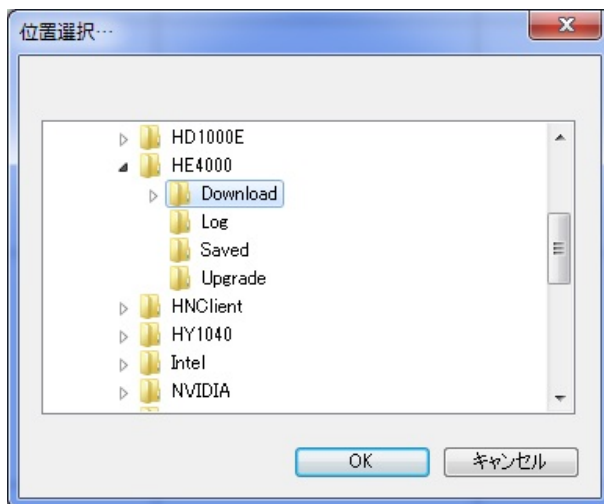 位置選択…
HD1000E
HE4000
Download
Log
Saved
Upgrade
HNClient
HY1040
Intel
NVIDIA
OK
キャンセル